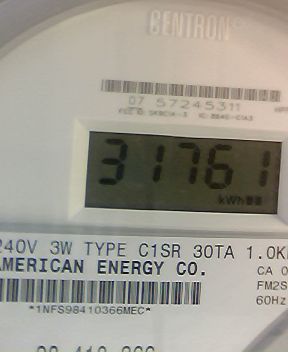 CENTRON
07 57245311
31761
kWh
240V 3W TYPE C1SR 30TA 1.0K
AMERICAN ENERGY CO.
CA 0
FM2S
60Hz
*1NFS98410366MEC*